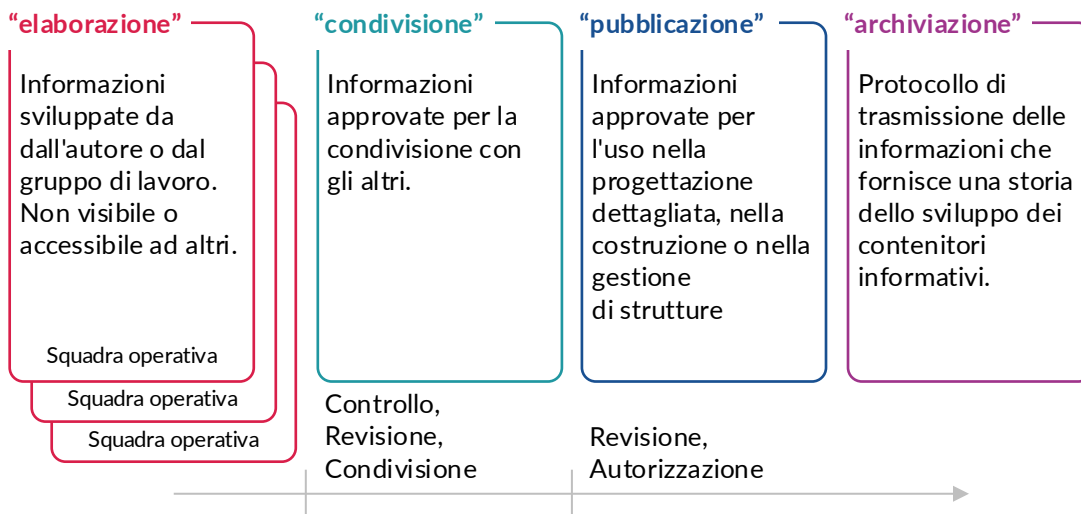 “elaborazione”
Informazioni
sviluppate da
dall'autore o dal
gruppo di lavoro.
Non visibile o
accessibile ad altri.
Squadra operativa
Squadra operativa
Squadra operativa
“condivisione”
Informazioni
approvate per la
condivisione con
gli altri.
Controllo,
Revisione,
Condivisione
“pubblicazione”
Informazioni
approvate per
l'uso nella
progettazione
dettagliata, nella
costruzione o nella
gestione
di strutture
Revisione,
Autorizzazione
“archiviazione”
Protocollo di
trasmissione delle
informazioni che
fornisce una storia
dello sviluppo dei
contenitori
informativi.